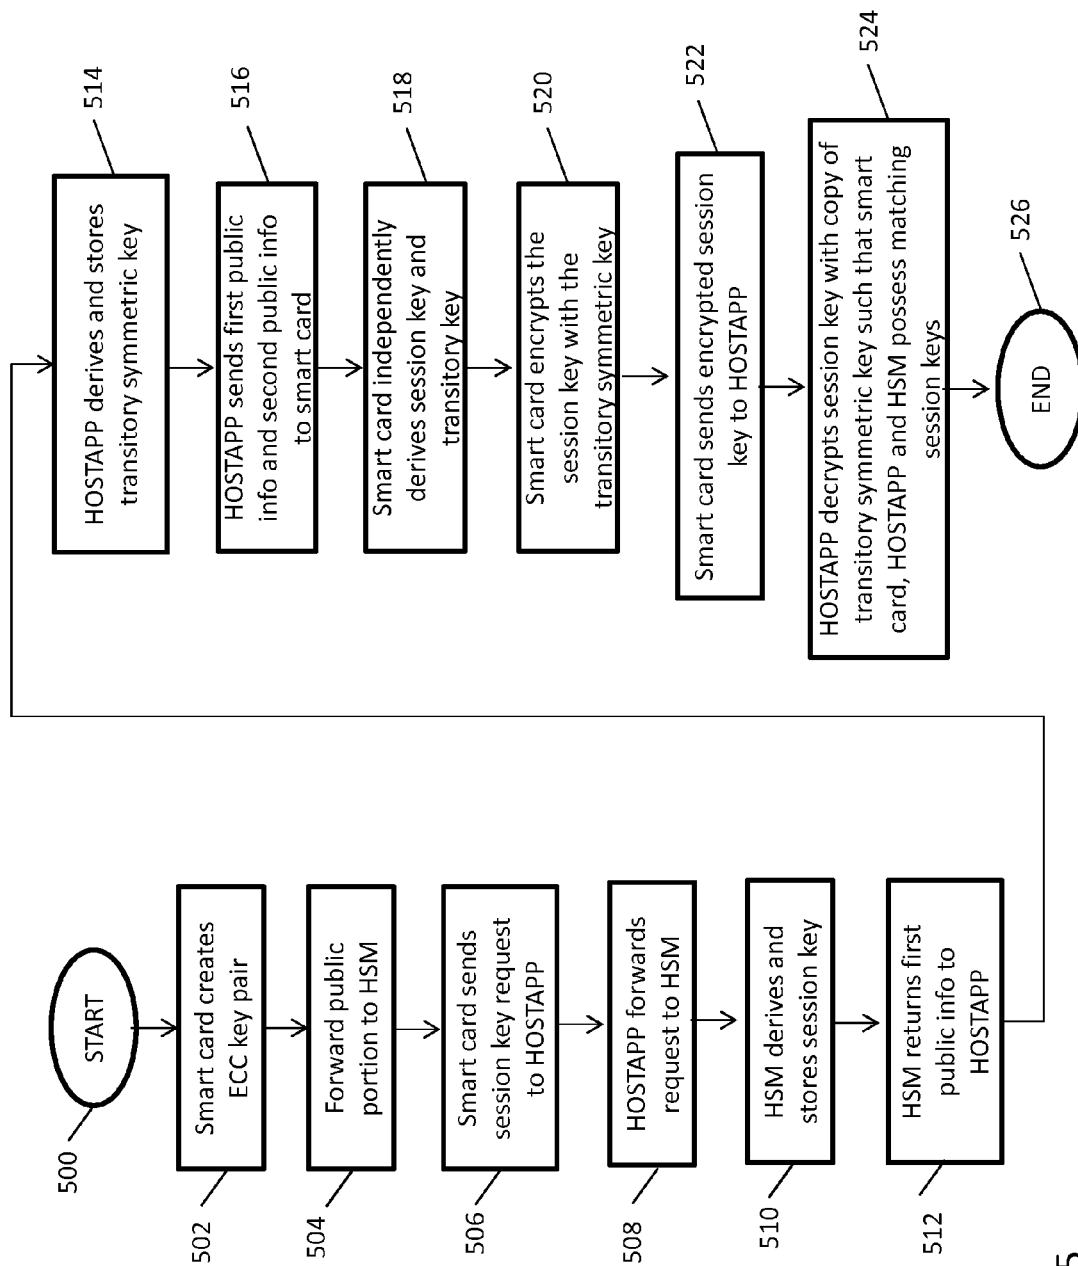 START
500
Smart card creates
ECC key pair
502
Forward public
portion to HSM
504
Smart card sends
session key request
to HOSTAPP
506
HOSTAPP forwards
request to HSM
508
HSM derives and
stores session key
510
HSM returns first
public info to
HOSTAPP
512
HOSTAPP derives and stores
transitory symmetric key
514
HOSTAPP sends first public
info and second public info
to smart card
516
Smart card independently
derives session key and
transitory key
518
Smart card encrypts the
session key with the
transitory symmetric key
520
Smart card sends encrypted session
key to HOSTAPP
522
HOSTAPP decrypts session key with copy of
transitory symmetric key such that smart
card, HOSTAPP and HSM possess matching
session keys
524
END
526